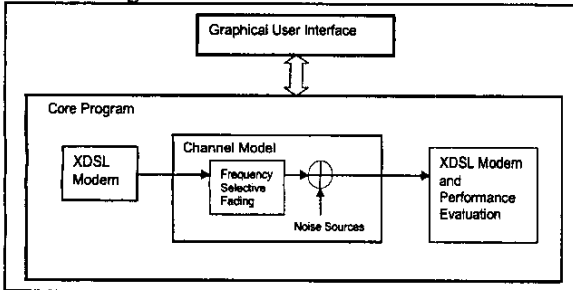 Graphical User Interface
Core Program
XDSL
Modem
Channel Model
Frequency
Selective
Fading
Noise Sources
XDSL Modem
and
Performance
Evaluation